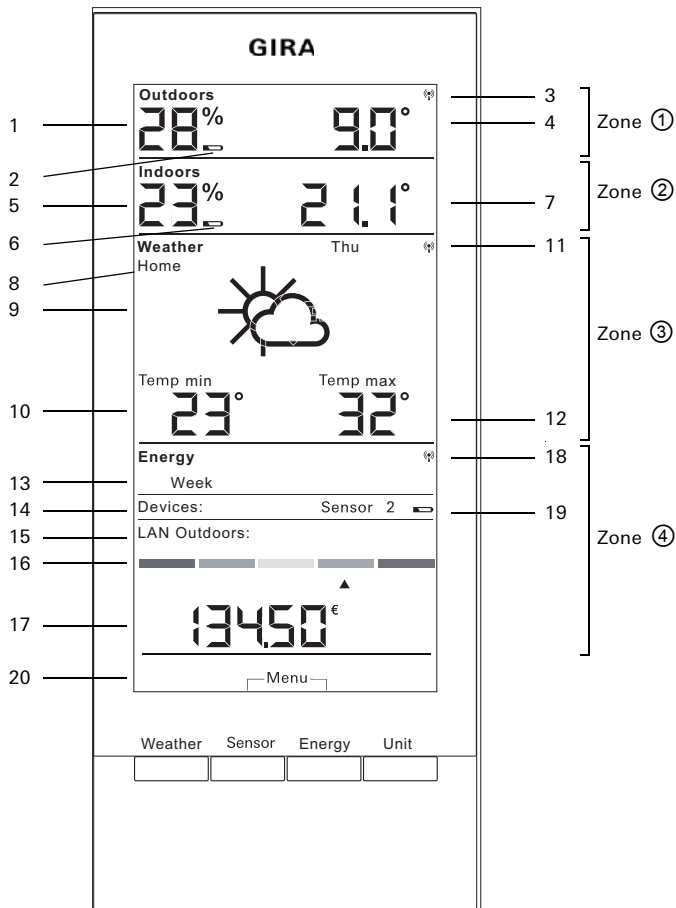 GIRA
Outdoors
3
1 28% 9.0° 4 Zone ①
2
Indoors
Zone ②
5 23% 21.1° 7
6
Weather Thu 11
8 Home
9
Zone ③
Temp min Temp max
10 23° 32° 12
Energy 18
13 Week
14 Devices: Sensor 2 19
15 LAN Outdoors:
Zone ④
16
17 134.50 €
20 Menu
Weather Sensor Energy Unit